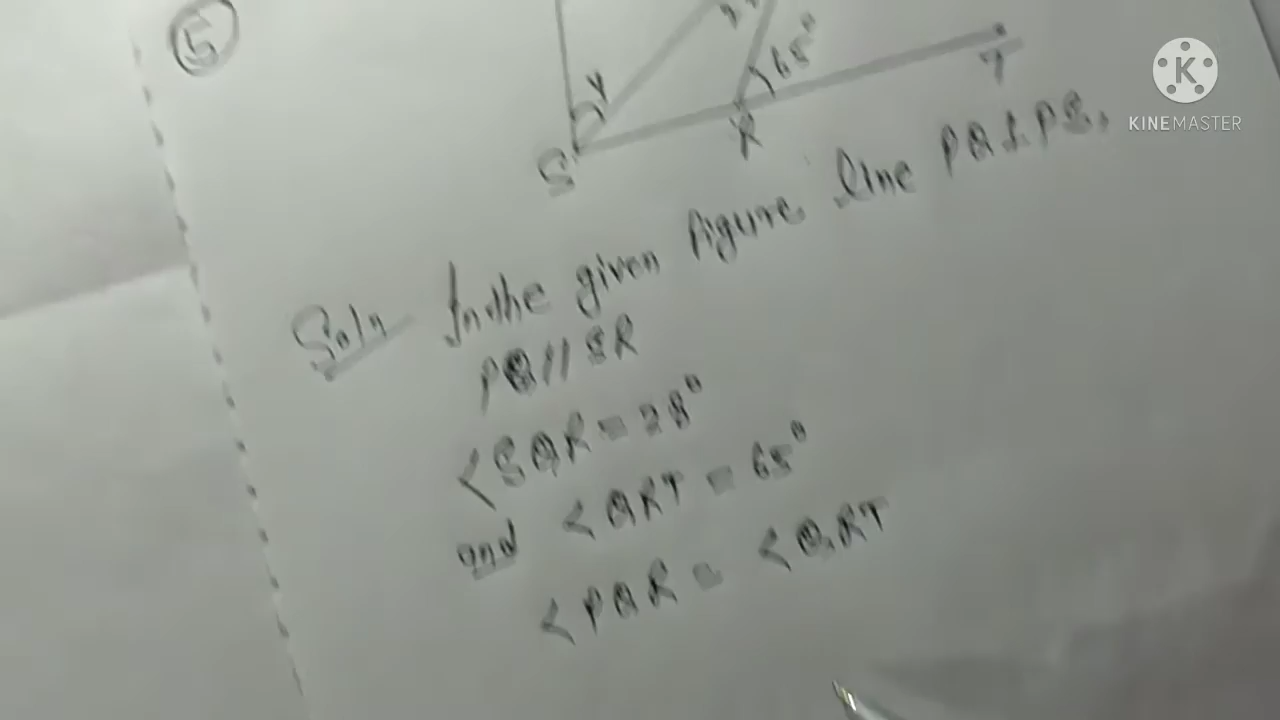 5
y
65°
S
R
T
KINEMASTER
Soln In the given figure line PQ⊥PS,
PQ//SR
<SQR=28°
and <QRT=65°
<PQR=<QRT